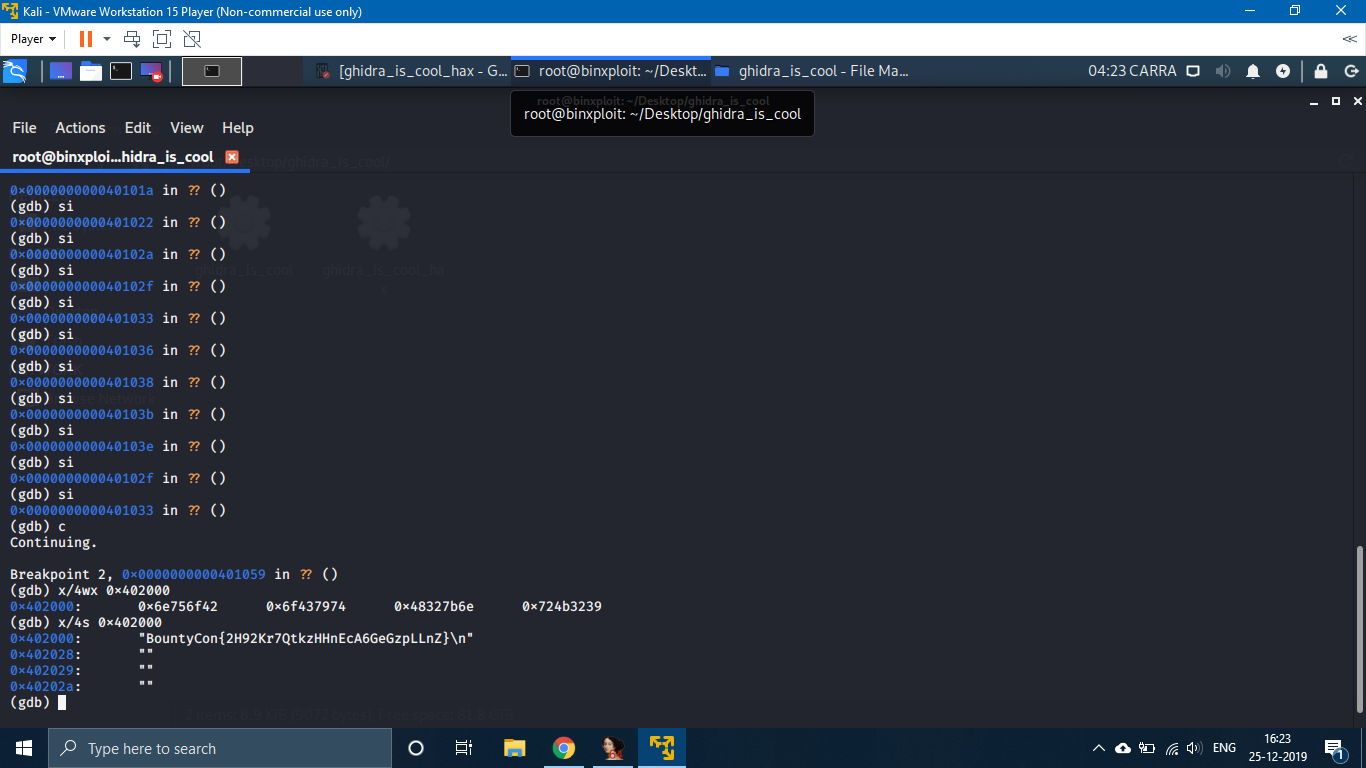 Kali - VMware Workstation 15 Player (Non-commercial use only)
Player
[ghidra_is_cool_hax - G...
root@binxploit: ~/Deskt...
ghidra_is_cool - File Ma...
04:23 CARRA
root@binxploit: ~/Desktop/ghidra_is_cool
root@binxploit: ~/Desktop/ghidra_is_cool
File Actions Edit View Help
root@binxploi...hidra_is_cool
0×000000000040101a in ?? ()
(gdb) si
0×0000000000401022 in ?? ()
(gdb) si
0×000000000040102a in ?? ()
(gdb) si
ghidra_is_cool
0×000000000040102f in ?? ()
(gdb) si
0×0000000000401033 in ?? ()
(gdb) si
0×0000000000401036 in ?? ()
(gdb) si
0×0000000000401038 in ?? ()
(gdb) si
0×000000000040103b in ?? ()
(gdb) si
0×000000000040103e in ?? ()
(gdb) si
0×000000000040102f in ?? ()
(gdb) si
0×0000000000401033 in ?? ()
(gdb) c
Continuing.
Breakpoint 2, 0×0000000000401059 in ?? ()
(gdb) x/4wx 0×402000
0×402000: 0×6e756f42 0×6f437974 0×48327b6e 0×724b3239
(gdb) x/4s 0×402000
0×402000: "BountyCon{2H92Kr7QtkzHHnEcA6GeGzpLLnZ}\n"
0×402028: ""
0×402029: ""
0×40202a: ""
(gdb)
Type here to search
ENG
16:23
25-12-2019
1